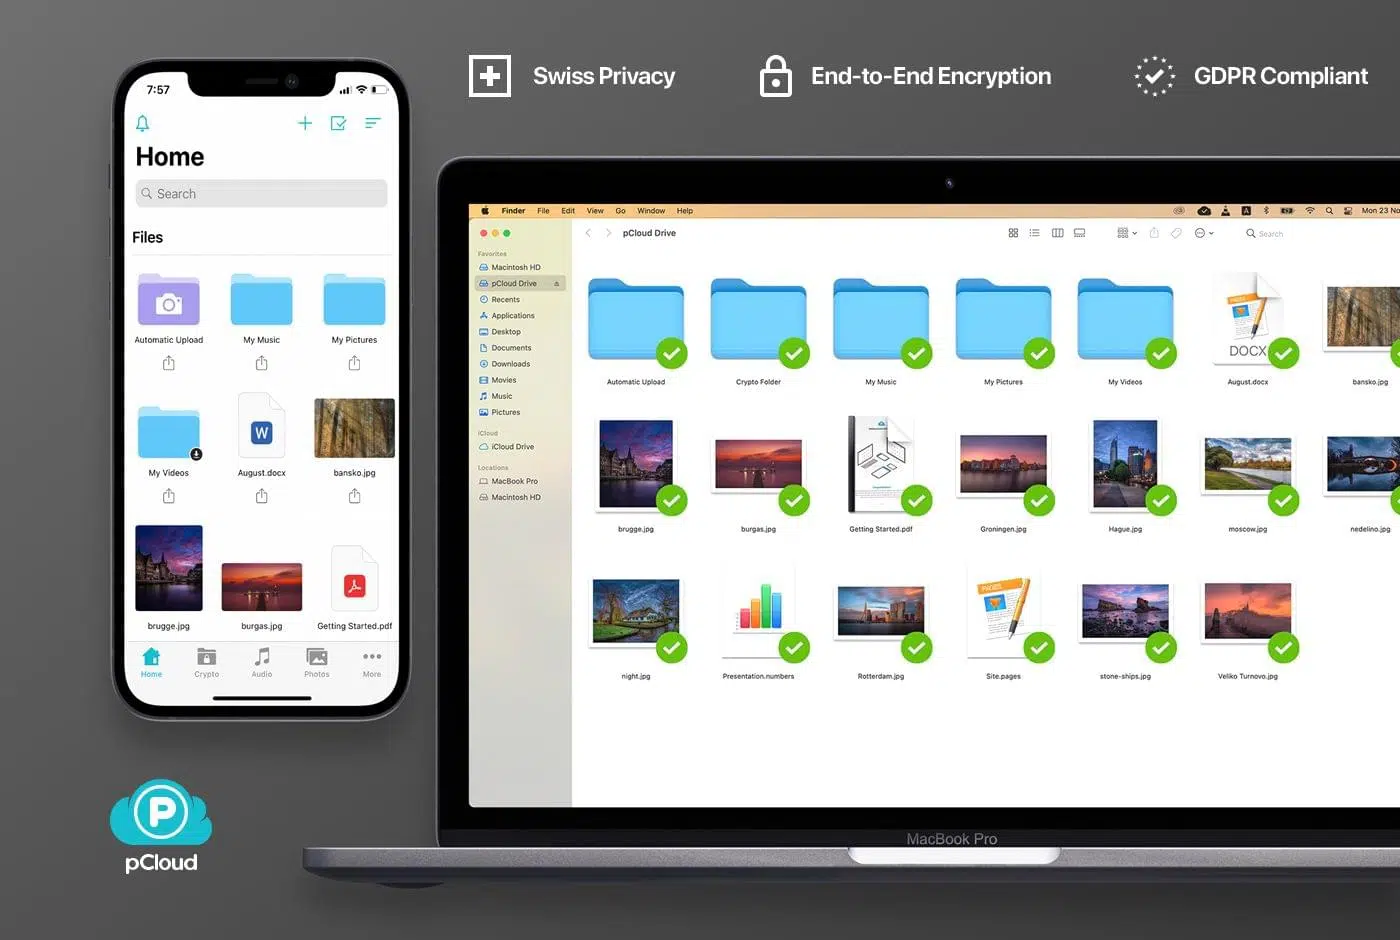 Swiss Privacy
End-to-End Encryption
GDPR Compliant
7:57
Home
Search
Files
Automatic Upload
My Music
My Pictures
W
My Videos
August.docx
bansko.jpg
brugge.jpg
burgas.jpg
Getting Started.pdf
Home
Crypto
Audio
Photos
More
P
pCloud
Finder File Edit View Go Window Help
A
Mon 23 No
pCloud Drive
Search
Favorites
Macintosh HD
pCloud Drive
Recents
Applications
Desktop
Documents
Downloads
Movies
Music
Pictures
iCloud
iCloud Drive
Locations
MacBook Pro
Macintosh HD
PAGES
DOCX
Automatic Upload
Crypto Folder
My Music
My Pictures
My Videos
August.docx
bansko.jpg
brugge.jpg
burgas.jpg
Getting Started.pdf
Groningen.jpg
Hague.jpg
moscow.jpg
nedelino.jpg
PAGES
night.jpg
Presentation.numbers
Rotterdam.jpg
Site.pages
stone-ships.jpg
Veliko Turnovo.jpg
MacBook Pro